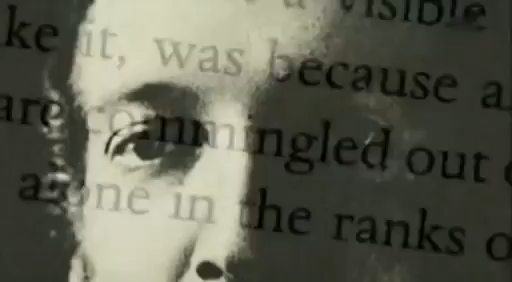 a visible
ke it, was because a
are commingled out
alone in the ranks o